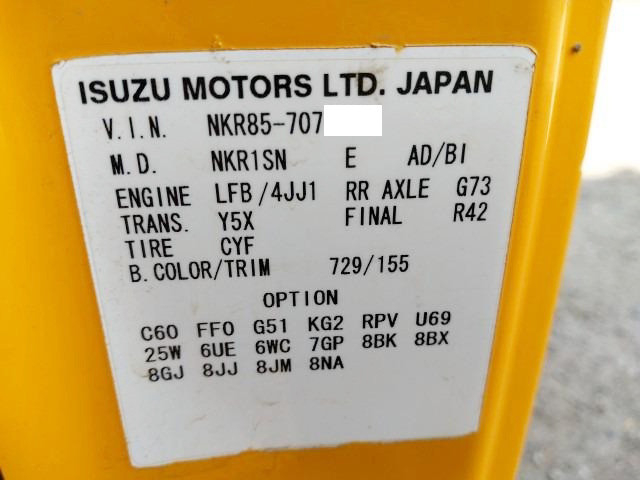 ISUZU MOTORS LTD. JAPAN
V.I.N. NKR85-707
M.D. NKR1SN E AD/BI
ENGINE LFB/4JJ1 RR AXLE G73
TRANS. Y5X FINAL R42
TIRE CYF
B.COLOR/TRIM 729/155
OPTION
C60 FF0 G51 KG2 RPV U69
25W 6UE 6WC 7GP 8BK 8BX
8GJ 8JJ 8JM 8NA